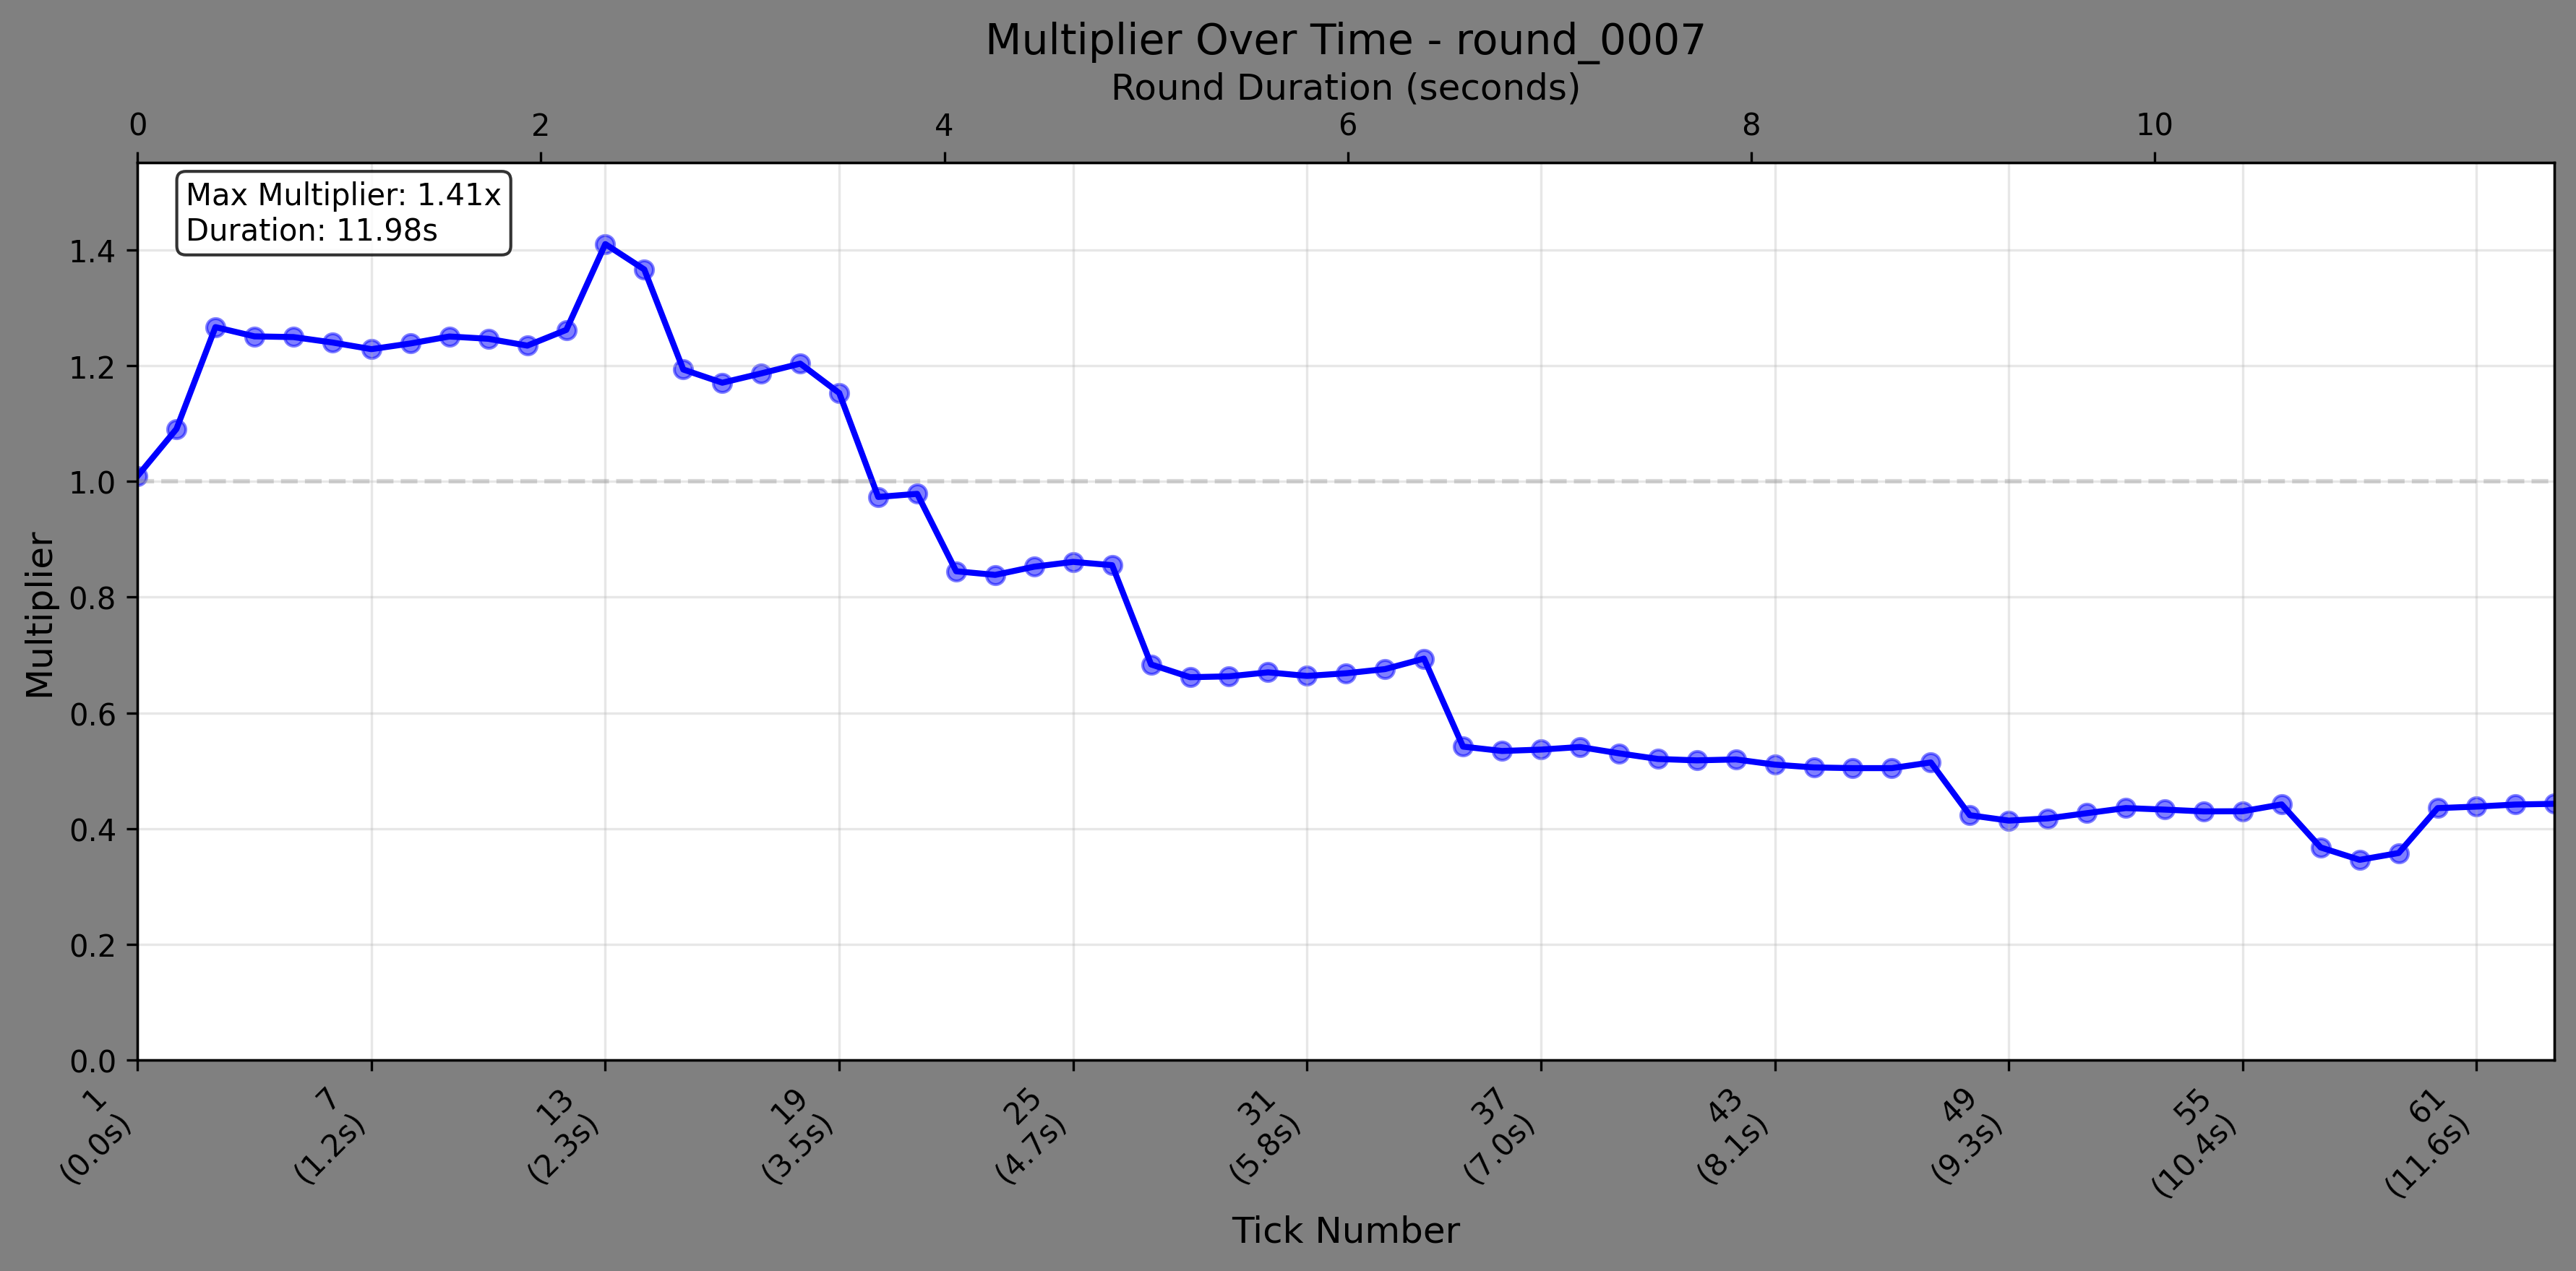 Multiplier Over Time - round_0007
Round Duration (seconds)
0 2 4 6 8 10
Max Multiplier: 1.41x
Duration: 11.98s
Multiplier
1.4
1.2
1.0
0.8
0.6
0.4
0.2
0.0
1
(0.0s)
7
(1.2s)
13
(2.3s)
19
(3.5s)
25
(4.7s)
31
(5.8s)
37
(7.0s)
43
(8.1s)
49
(9.3s)
55
(10.4s)
61
(11.6s)
Tick Number